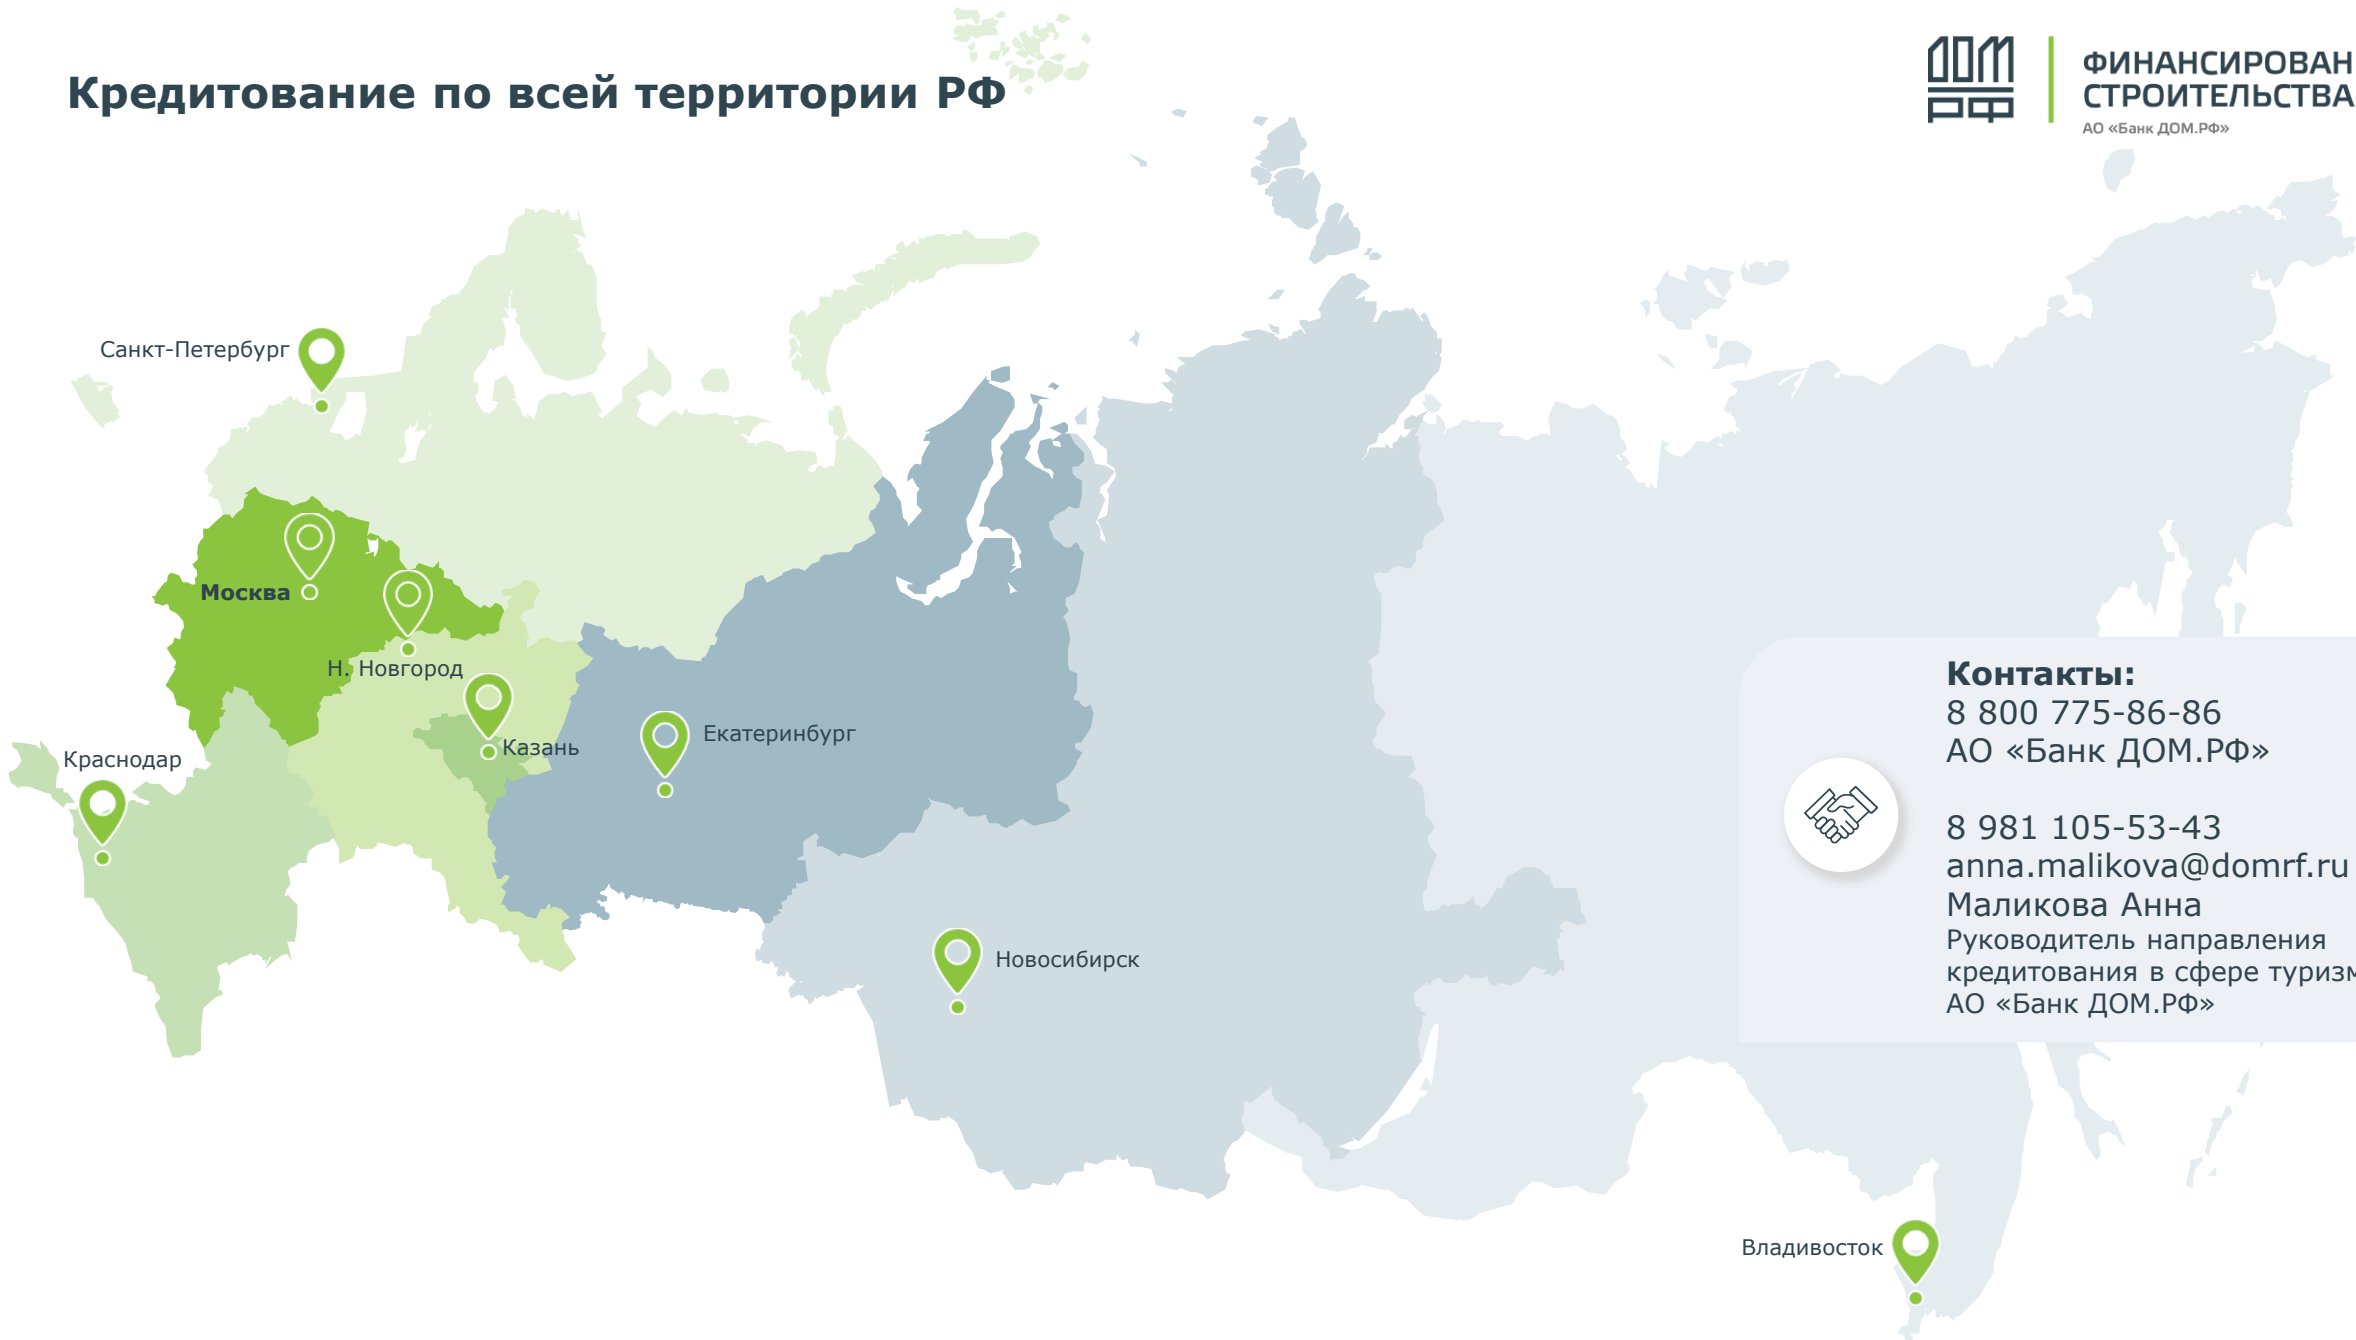 Кредитование по всей территории РФ
ДОМ
РФ
ФИНАНСИРОВАН
СТРОИТЕЛЬСТВА
АО «Банк ДОМ.РФ»
Санкт-Петербург
Москва
Н. Новгород
Казань
Екатеринбург
Краснодар
Новосибирск
Владивосток
Контакты:
8 800 775-86-86
АО «Банк ДОМ.РФ»
8 981 105-53-43
anna.malikova@domrf.ru
Маликова Анна
Руководитель направления
кредитования в сфере туризм
АО «Банк ДОМ.РФ»